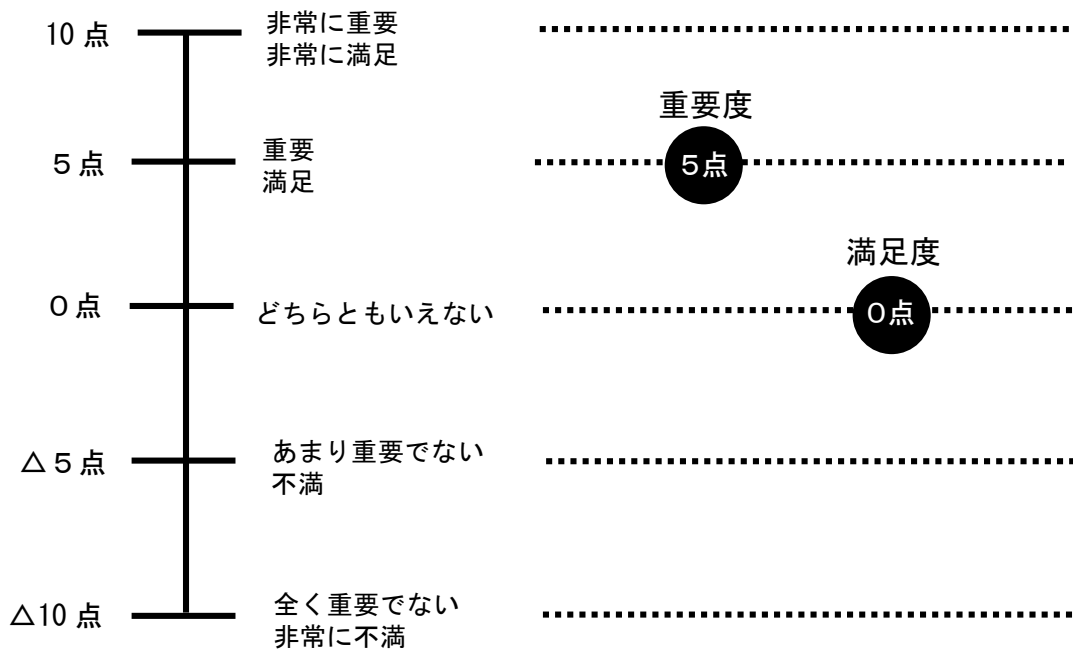 10点
非常に重要
非常に満足
重要度
5点
重要
満足
5点
満足度
0点
どちらともいえない
0点
△5点
あまり重要でない
不満
△10点
全く重要でない
非常に不満